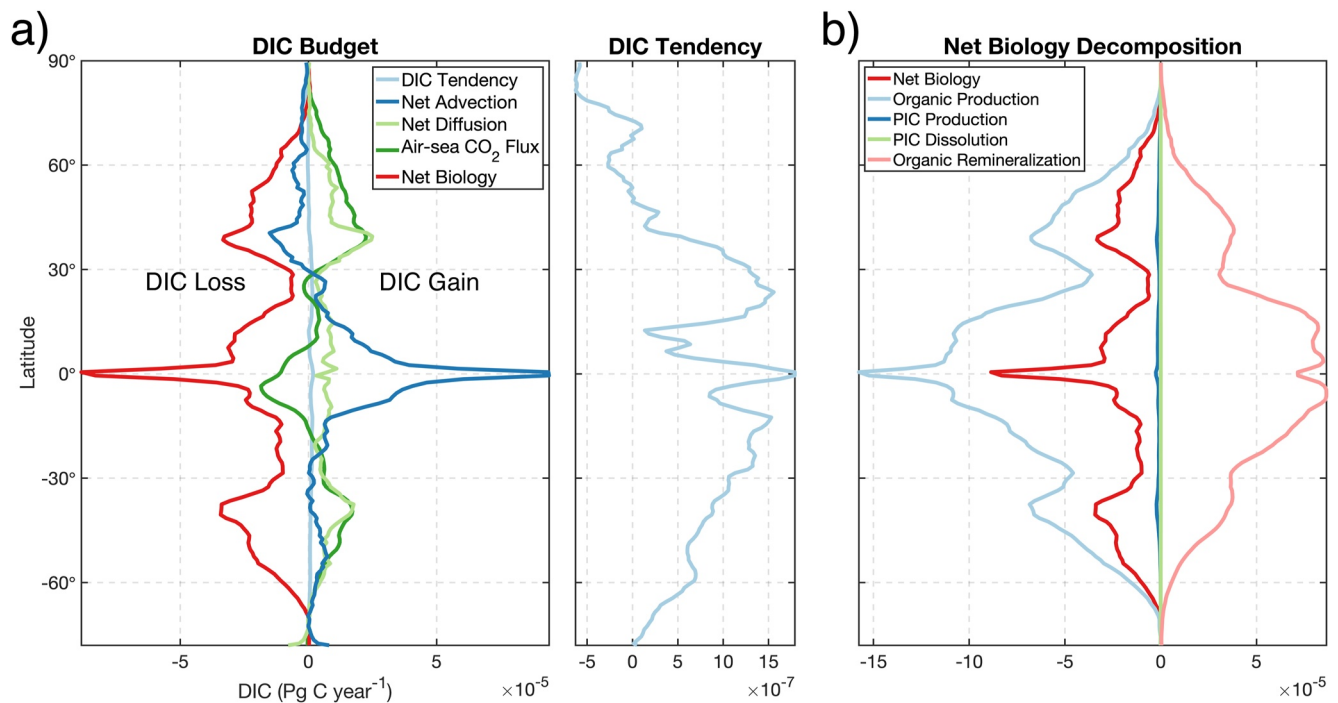 a)
DIC Budget
DIC Tendency
b)
Net Biology Decomposition
DIC Tendency
Net Advection
Net Diffusion
Air-sea CO2 Flux
Net Biology
Net Biology
Organic Production
PIC Production
PIC Dissolution
Organic Remineralization
90°
60°
30°
0°
-30°
-60°
Latitude
DIC Loss
DIC Gain
-5 0 5
×10-5
DIC (Pg C year-1)
-5 0 5 10 15
×10-7
-15 -10 -5 0 5
×10-5